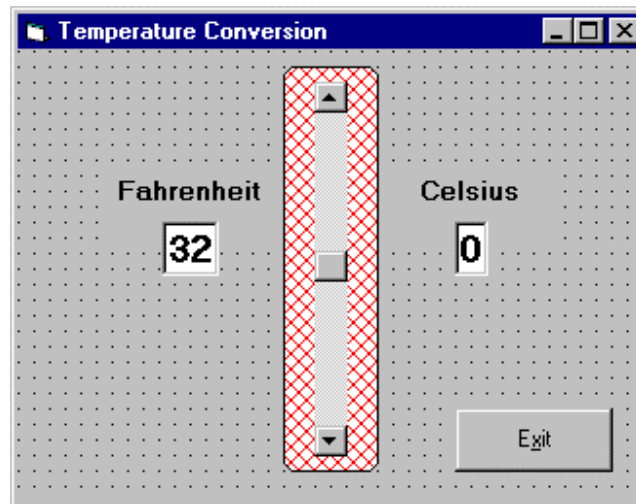 Temperature Conversion
Fahrenheit
Celsius
32
0
Exit